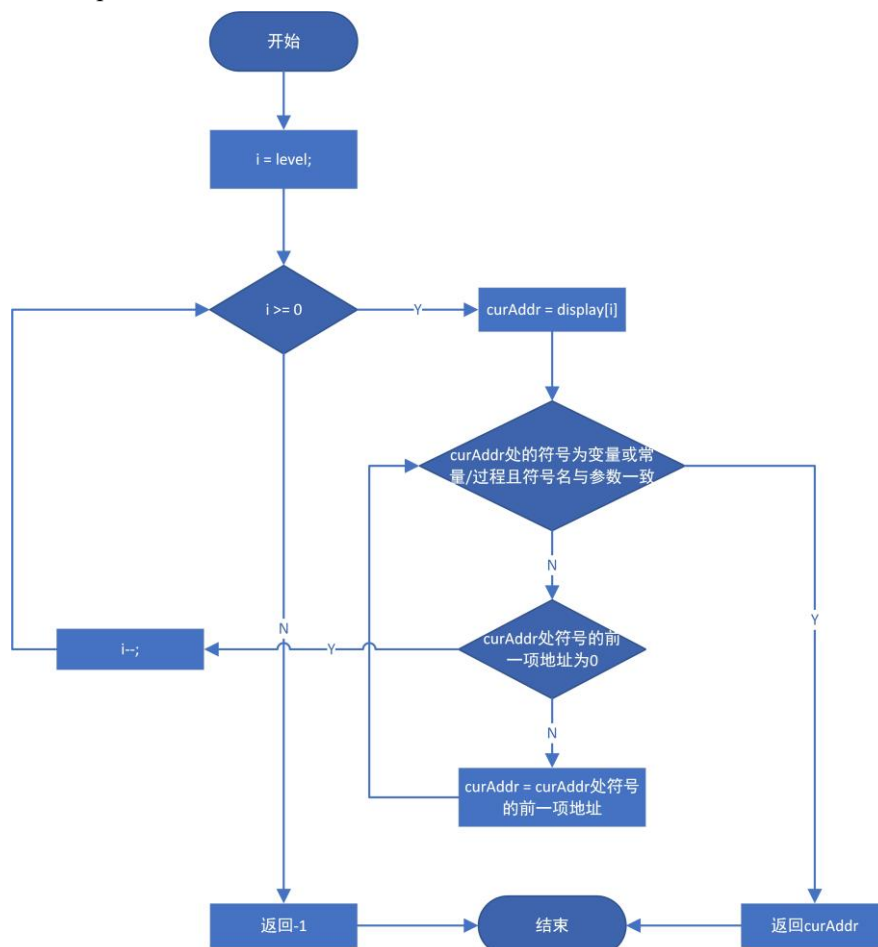 开始
i = level;
i >= 0
Y
curAddr = display[i]
curAddr处的符号为变量或常
量/过程且符号名与参数一致
N
N
Y
curAddr处符号的前
一项地址为0
Y
i--;
N
curAddr = curAddr处符号
的前一项地址
返回-1
结束
返回curAddr